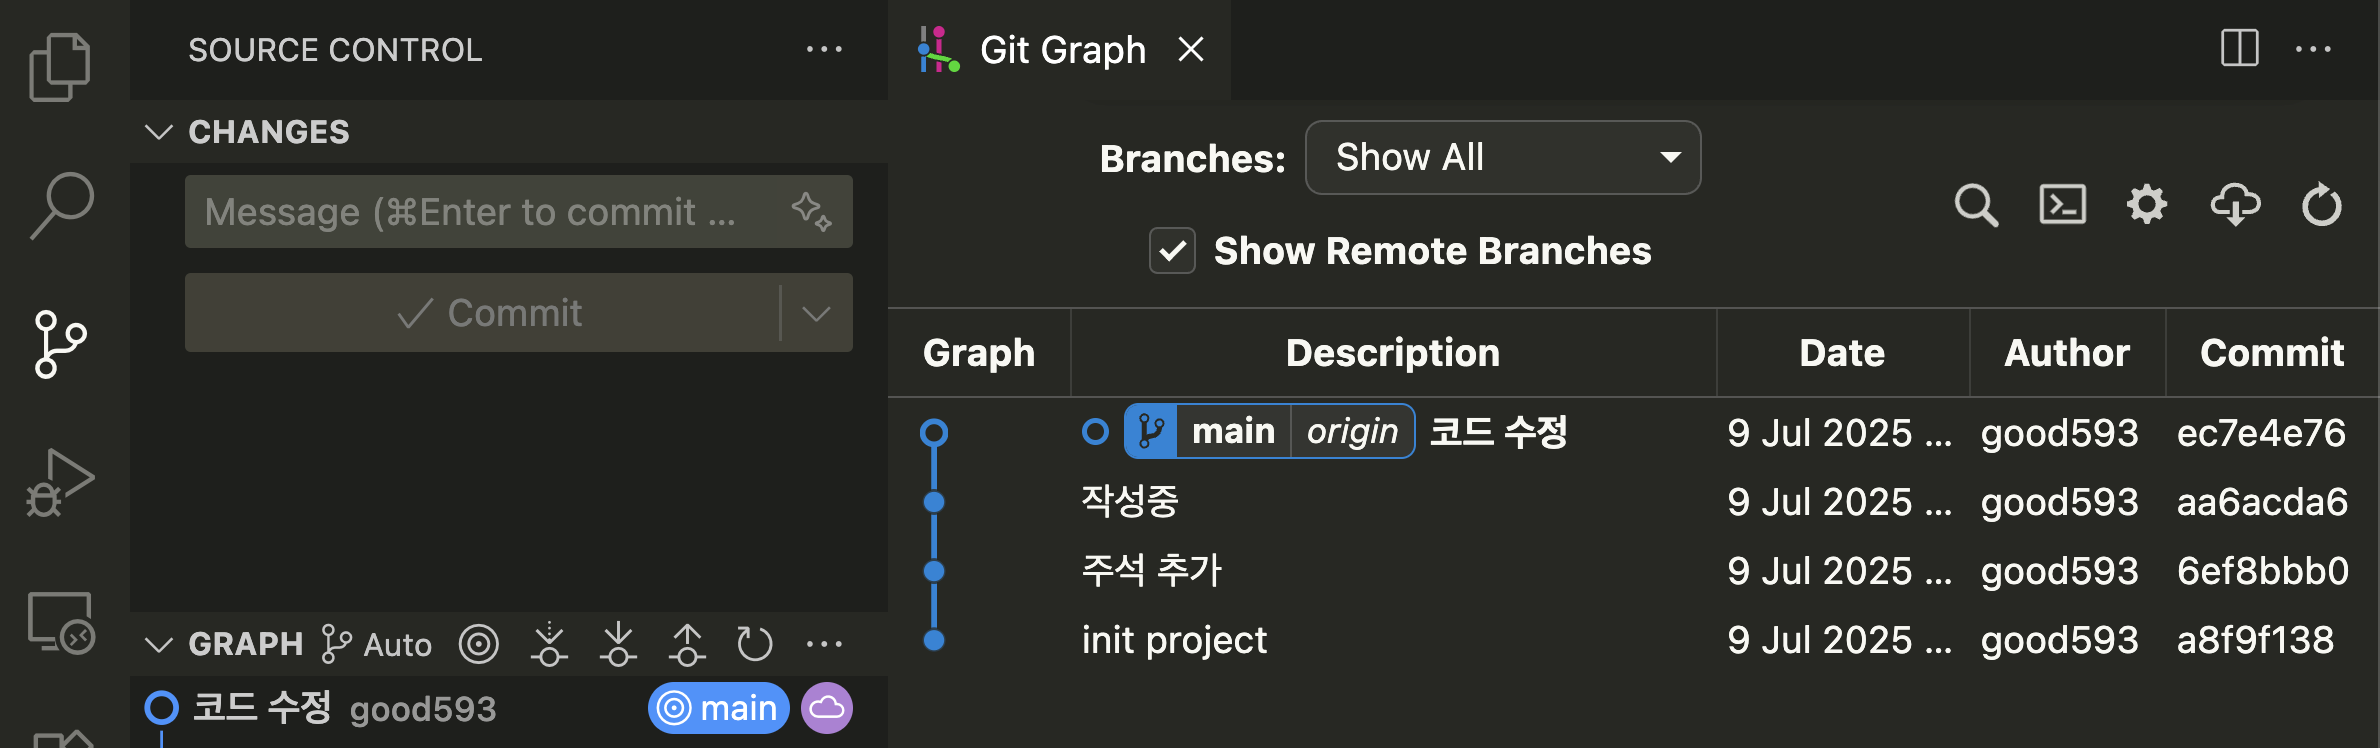 SOURCE CONTROL
CHANGES
Message (⌘Enter to commit ...
Commit
GRAPH Auto
코드 수정 good593 main
Git Graph
Branches: Show All
Show Remote Branches
Graph Description Date Author Commit
main origin 코드 수정 9 Jul 2025 ... good593 ec7e4e76
작성중 9 Jul 2025 ... good593 aa6acda6
주석 추가 9 Jul 2025 ... good593 6ef8bbb0
init project 9 Jul 2025 ... good593 a8f9f138